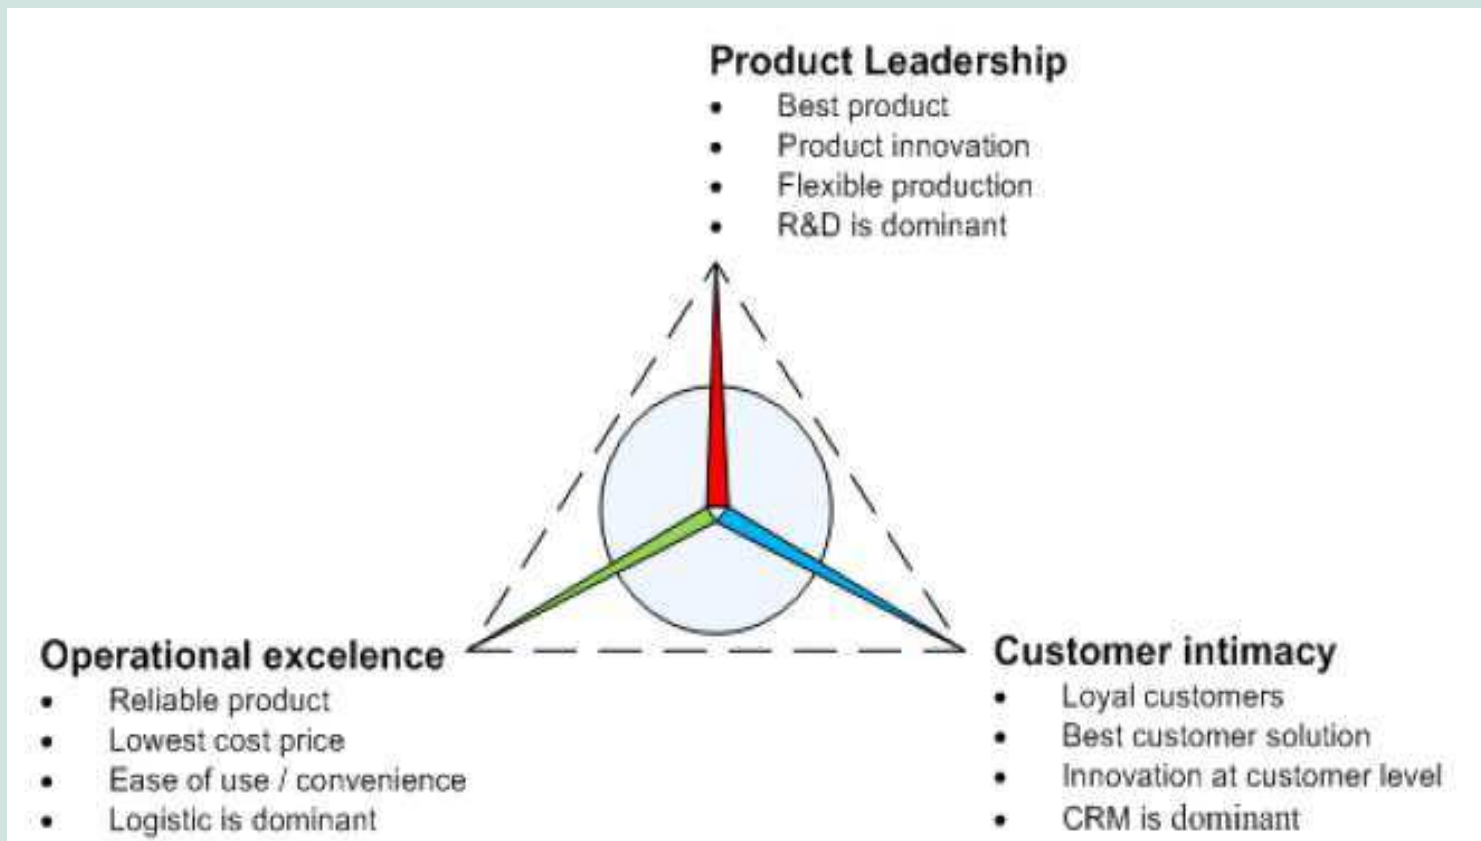 Product Leadership
• Best product
• Product innovation
• Flexible production
• R&D is dominant
Operational excelence
• Reliable product
• Lowest cost price
• Ease of use / convenience
• Logistic is dominant
Customer intimacy
• Loyal customers
• Best customer solution
• Innovation at customer level
• CRM is dominant